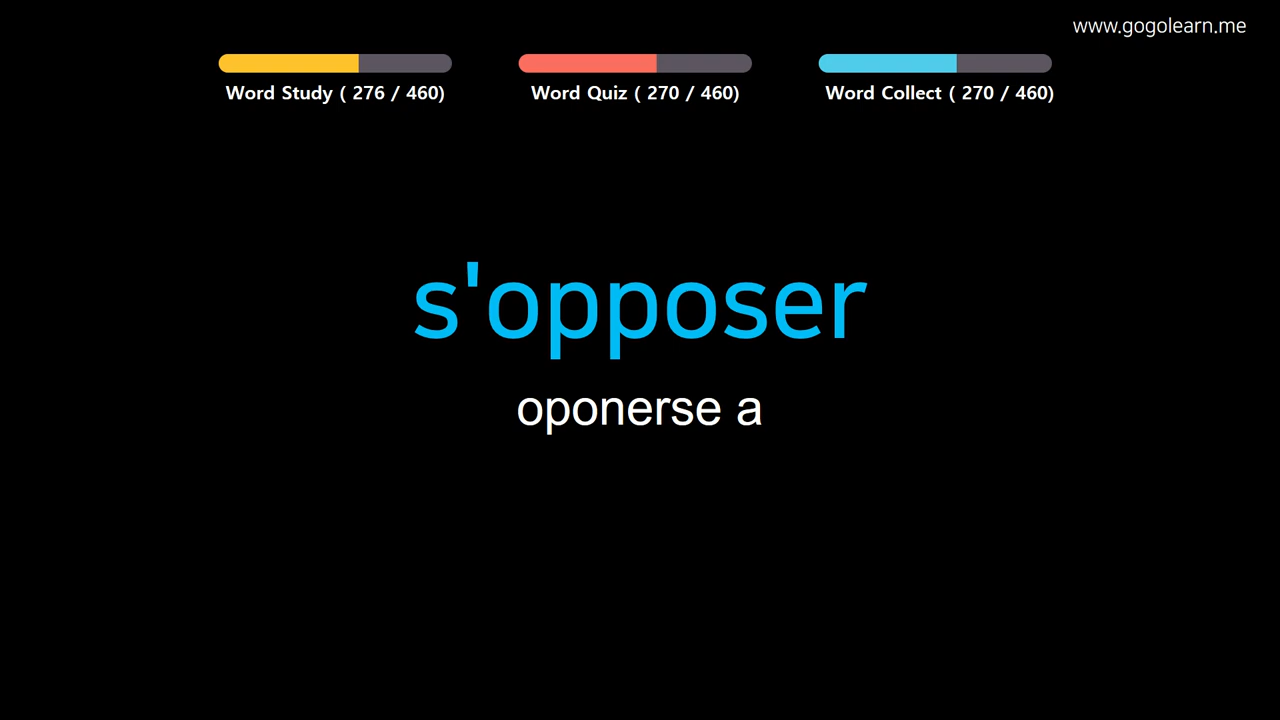 www.gogolearn.me
Word Study ( 276 / 460)
Word Quiz ( 270 / 460)
Word Collect ( 270 / 460)
s'opposer
oponerse a